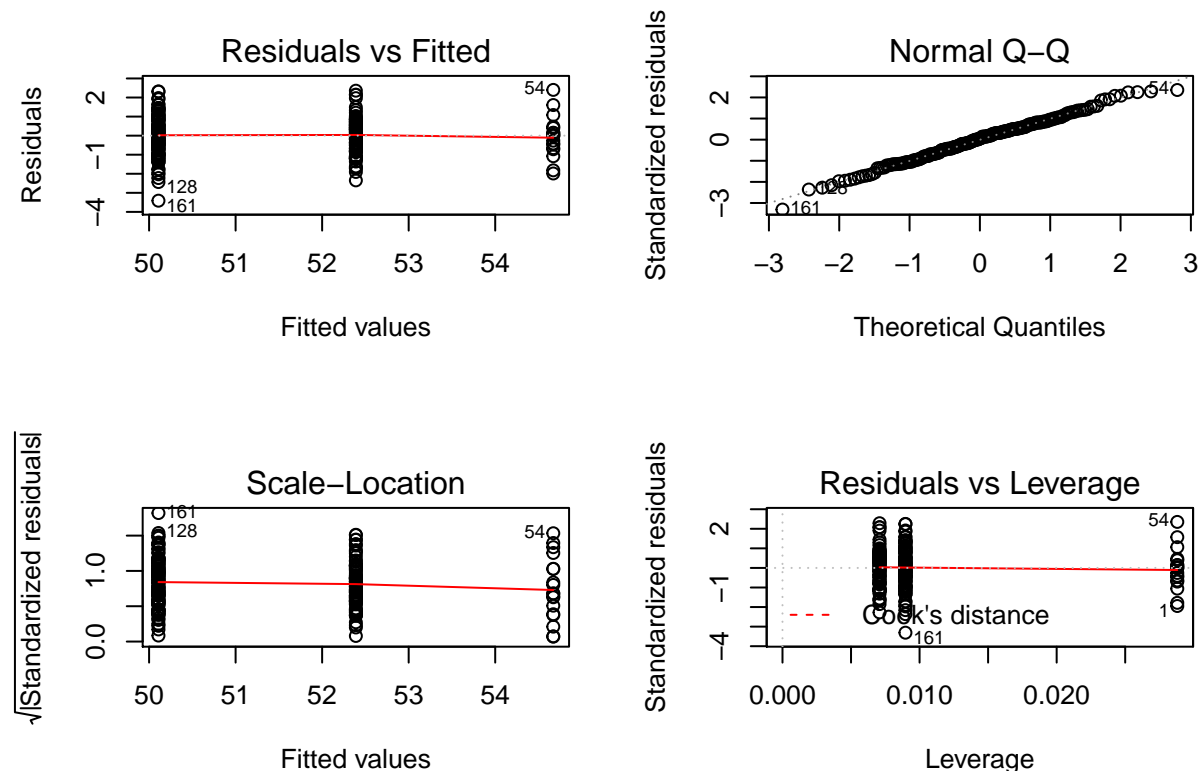 Residuals vs Fitted
Residuals
2
−1
−4
54
128
161
50 51 52 53 54
Fitted values
Normal Q−Q
Standardized residuals
2
0
−3
54
128
161
−3 −2 −1 0 1 2 3
Theoretical Quantiles
Scale−Location
√|Standardized residuals|
1.0
0.0
161
128
54
50 51 52 53 54
Fitted values
Residuals vs Leverage
Standardized residuals
2
−1
−4
54
1
Cook's distance
161
0.000 0.010 0.020
Leverage